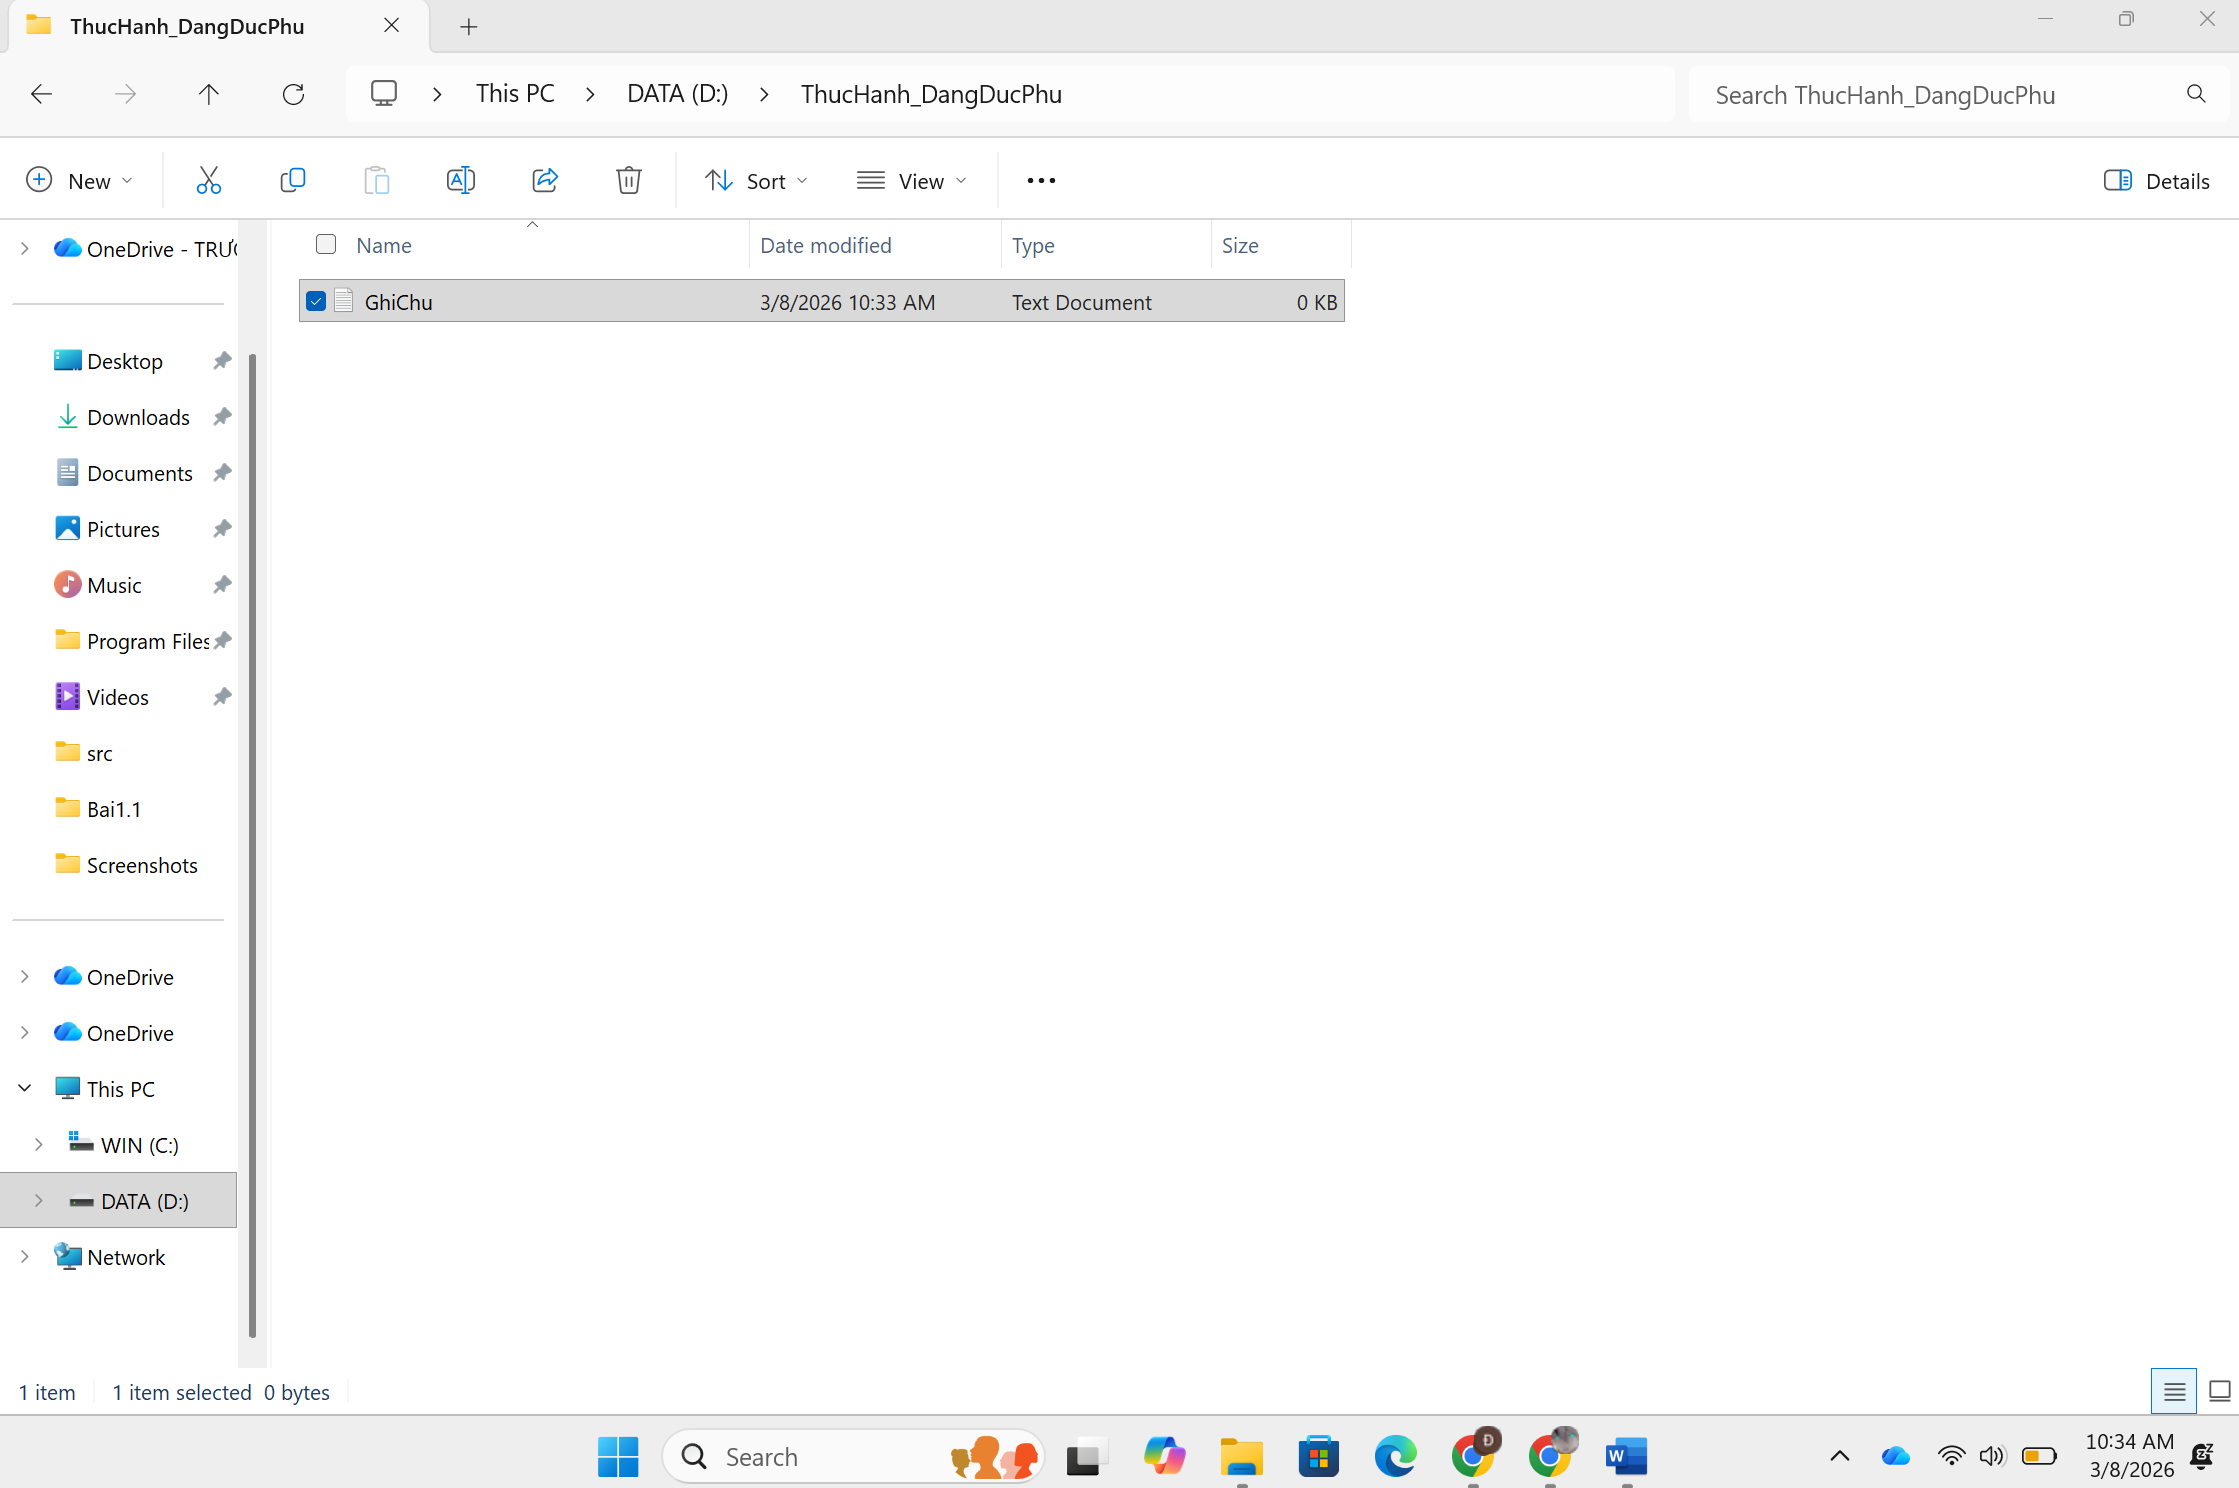 ThucHanh_DangDucPhu
This PC
DATA (D:)
ThucHanh_DangDucPhu
Search ThucHanh_DangDucPhu
New
Sort
View
Details
OneDrive - TRƯ
Name
Date modified
Type
Size
GhiChu
3/8/2026 10:33 AM
Text Document
0 KB
Desktop
Downloads
Documents
Pictures
Music
Program Files
Videos
src
Bai1.1
Screenshots
OneDrive
OneDrive
This PC
WIN (C:)
DATA (D:)
Network
1 item
1 item selected 0 bytes
Search
Đ
10:34 AM
3/8/2026